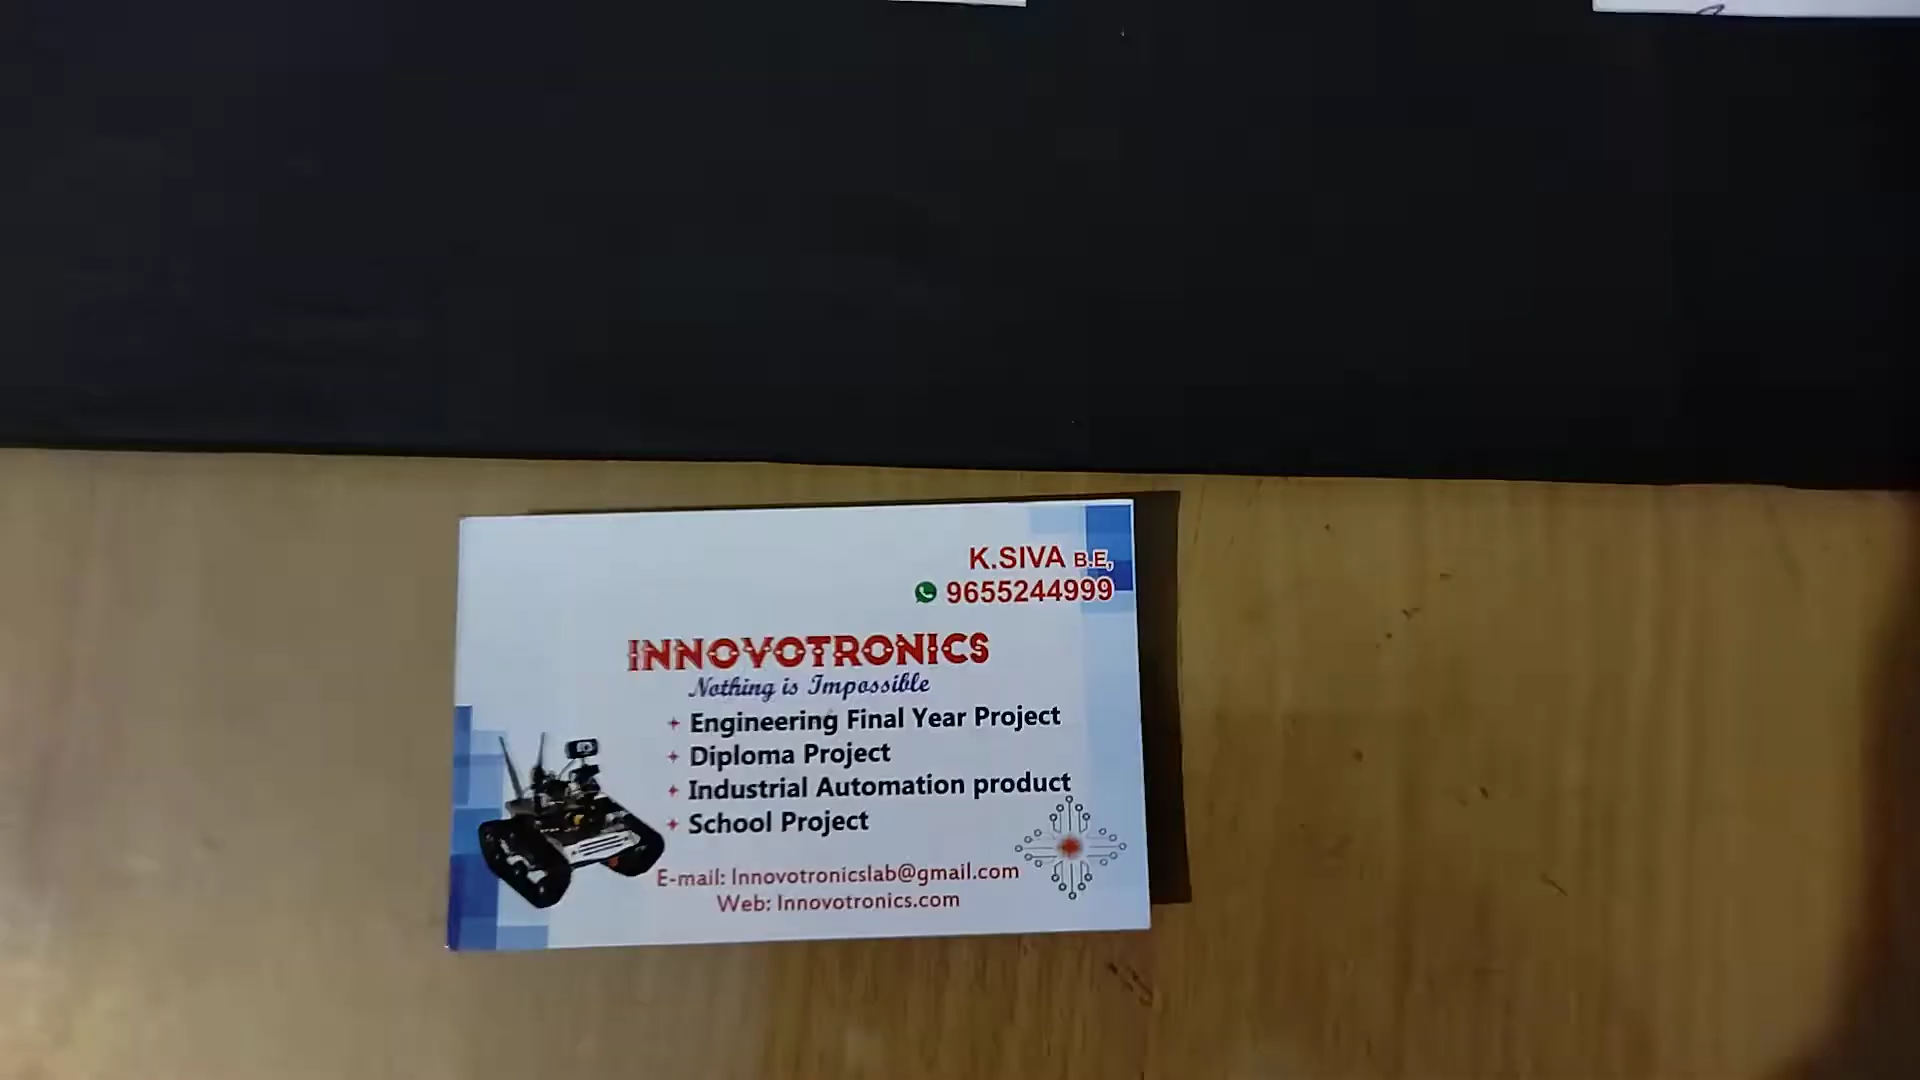 K.SIVA B.E,
9655244999
INNOVOTRONICS
Nothing is Impossible
Engineering Final Year Project
Diploma Project
Industrial Automation product
School Project
E-mail: Innovotronicslab@gmail.com
Web: Innovotronics.com